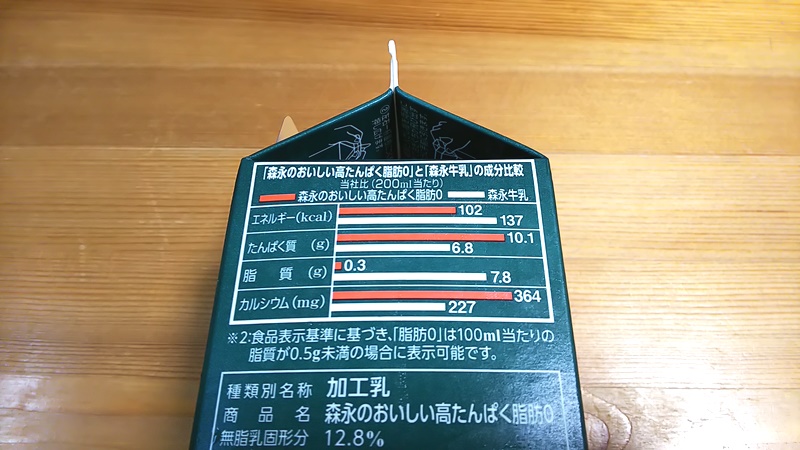 「森永のおいしい高たんぱく脂肪0」と「森永牛乳」の成分比較
当社比（200ml当たり）
森永のおいしい高たんぱく脂肪0 森永牛乳
エネルギー(kcal) 102
137
たんぱく質 (g) 10.1
6.8
脂質 (g) 0.3
7.8
カルシウム(mg) 364
227
※2:食品表示基準に基づき、「脂肪0」は100ml当たりの
脂質が0.5g未満の場合に表示可能です。
種類別名称 加工乳
商品名 森永のおいしい高たんぱく脂肪0
無脂乳固形分 12.8%